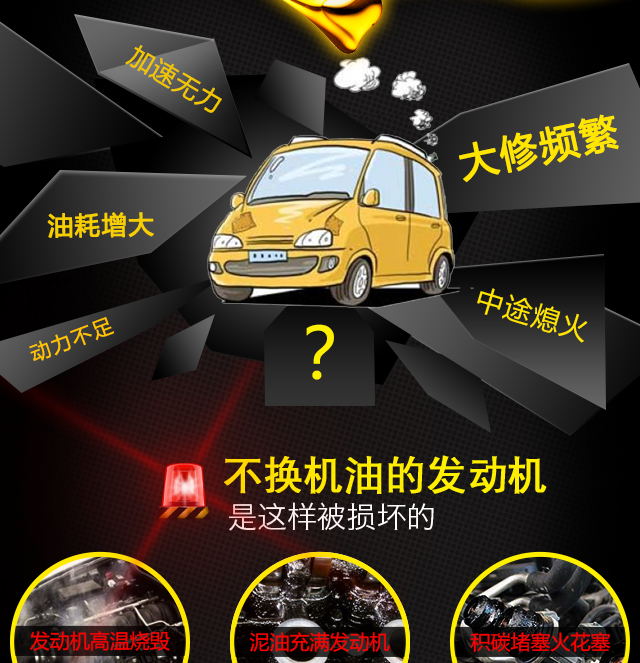 加速无力
大修频繁
油耗增大
中途熄火
动力不足
?
不换机油的发动机
是这样被损坏的
发动机高温烧毁
泥油充满发动机
积碳堵塞火花塞